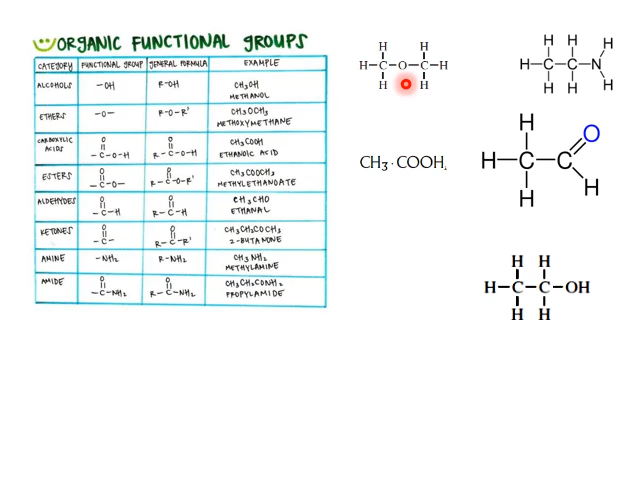 ORGANIC FUNCTIONAL GROUPS
CATEGORY FUNCTIONAL GROUP GENERAL FORMULA EXAMPLE
ALCOHOLS -OH R-OH CH3OH
METHANOL
ETHERS -O- R-O-R' CH3OCH3
METHOXYMETHANE
CARBOXYLIC ACIDS O O CH3COOH
-C-O-H R-C-O-H ETHANOIC ACID
ESTERS O O CH3COOCH3
-C-O- R-C-O-R' METHYLETHANOATE
ALDEHYDES O O CH3CHO
-C-H R-C-H ETHANAL
KETONES O O CH3CH2COCH3
-C- R-C-R' 2-BUTANONE
AMINE -NH2 R-NH2 CH3NH2
METHYLAMINE
AMIDE O O CH3CH2CONH2
-C-NH2 R-C-NH2 PROPYLAMIDE
H H
H-C-O-C-H
H H
H H H
H-C-C-N
H H H
CH3·COOH
H O
H-C-C
H H
H H
H-C-C-OH
H H